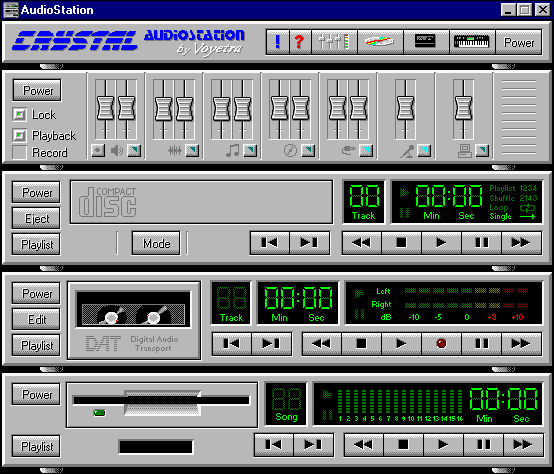 AudioStation
CRYSTAL AUDIOSTATION
by Voyetra
! ? Power
Power
Lock
Playback
Record
Power
Eject
Playlist
COMPACT
disc
Mode
00
Track
00:00
Min Sec
Playlist 1234
Shuffle 2143
Loop
Single
Power
Edit
Playlist
DAT Digital Audio
Transport
Track
00:00
Min Sec
Left
Right
dB -10 -5 0 +3 +10
Power
Playlist
Song
1 2 3 4 5 6 7 8 9 10 11 12 13 14 15 16
00:00
Min Sec